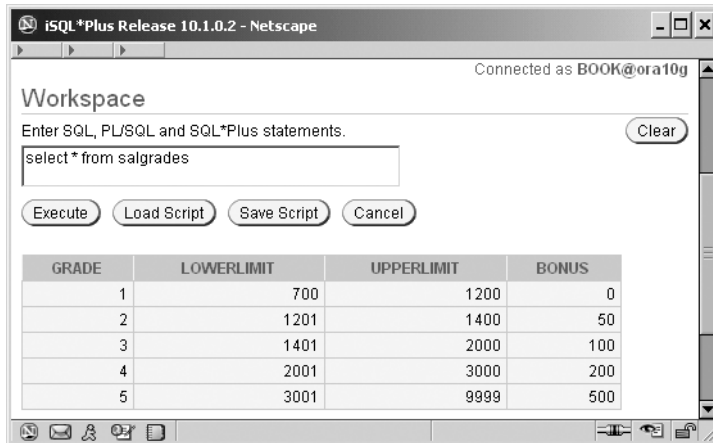 iSQL*Plus Release 10.1.0.2 - Netscape
Connected as BOOK@ora10g
Workspace
Enter SQL, PL/SQL and SQL*Plus statements.
Clear
select * from salgrades
Execute Load Script Save Script Cancel
GRADE LOWERLIMIT UPPERLIMIT BONUS
1 700 1200 0
2 1201 1400 50
3 1401 2000 100
4 2001 3000 200
5 3001 9999 500